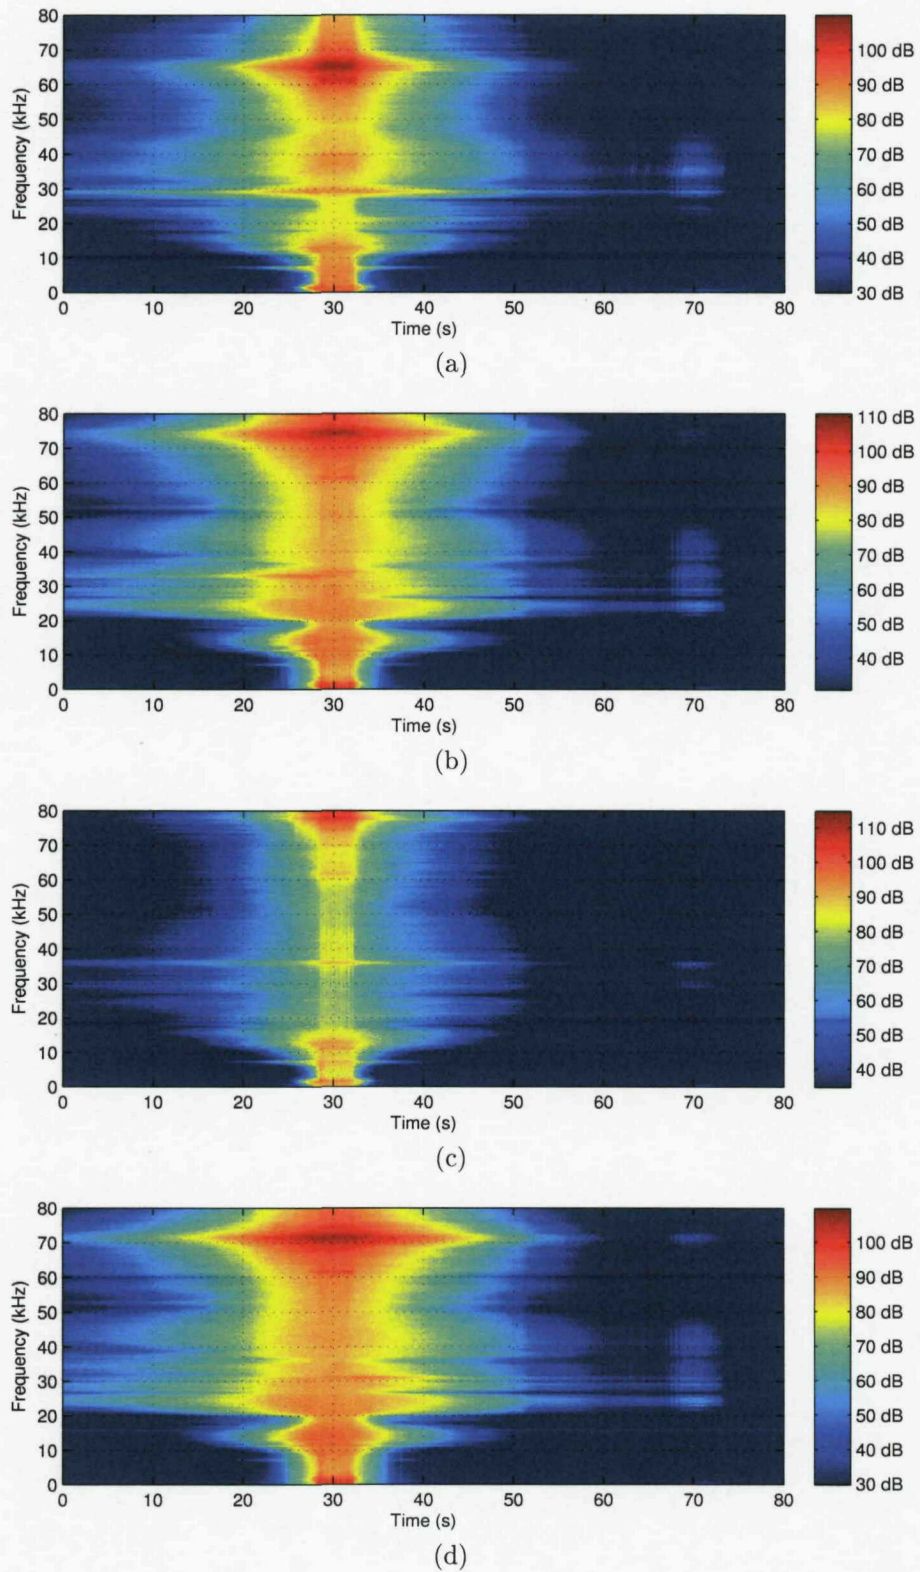 80
70
60
50
40
30
20
10
0
Frequency (kHz)
0 10 20 30 40 50 60 70 80
Time (s)
100 dB
90 dB
80 dB
70 dB
60 dB
50 dB
40 dB
30 dB
(a)
80
70
60
50
40
30
20
10
0
Frequency (kHz)
0 10 20 30 40 50 60 70 80
Time (s)
110 dB
100 dB
90 dB
80 dB
70 dB
60 dB
50 dB
40 dB
(b)
80
70
60
50
40
30
20
10
0
Frequency (kHz)
0 10 20 30 40 50 60 70 80
Time (s)
110 dB
100 dB
90 dB
80 dB
70 dB
60 dB
50 dB
40 dB
(c)
80
70
60
50
40
30
20
10
0
Frequency (kHz)
0 10 20 30 40 50 60 70 80
Time (s)
100 dB
90 dB
80 dB
70 dB
60 dB
50 dB
40 dB
30 dB
(d)